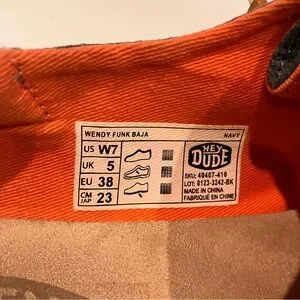 WENDY FUNK BAJA NAVY
US W7
UK 5
EU 38
CM JAP 23
HEY DUDE
SKU: 40407-410
LOT: 0123-3242-BK
MADE IN CHINA
FABRIQUÉ EN CHINE